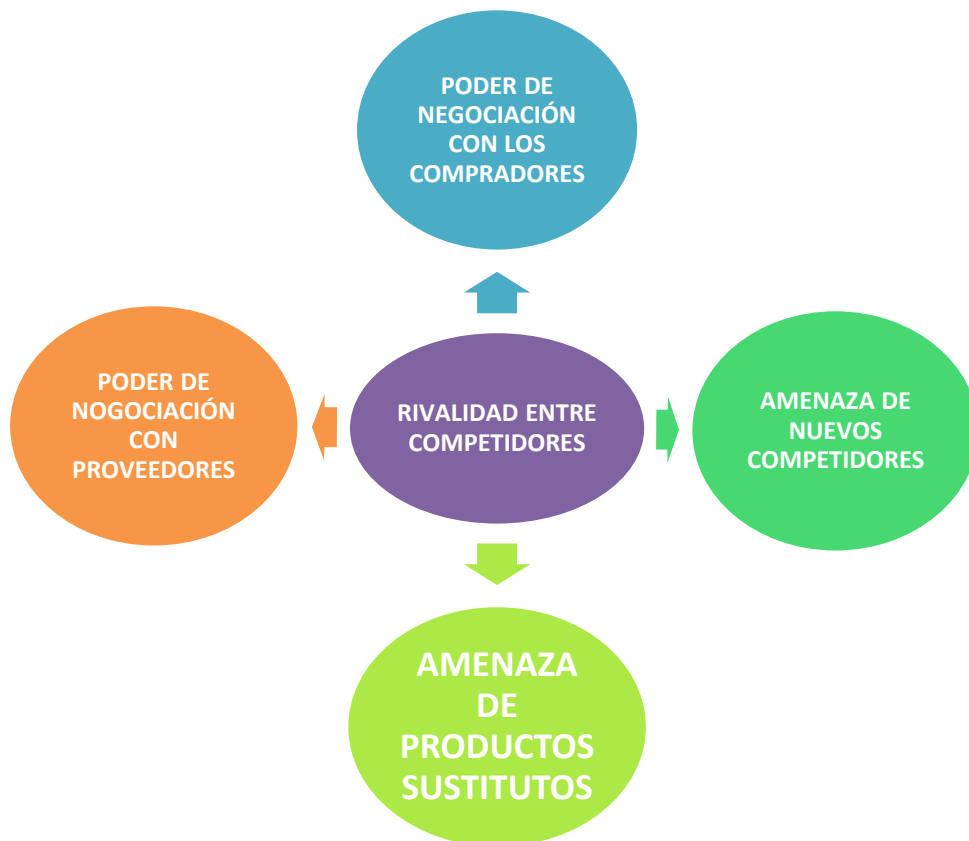 PODER DE
NEGOCIACIÓN
CON LOS
COMPRADORES
PODER DE
NOGOCIACIÓN
CON
PROVEEDORES
RIVALIDAD ENTRE
COMPETIDORES
AMENAZA DE
NUEVOS
COMPETIDORES
AMENAZA
DE
PRODUCTOS
SUSTITUTOS